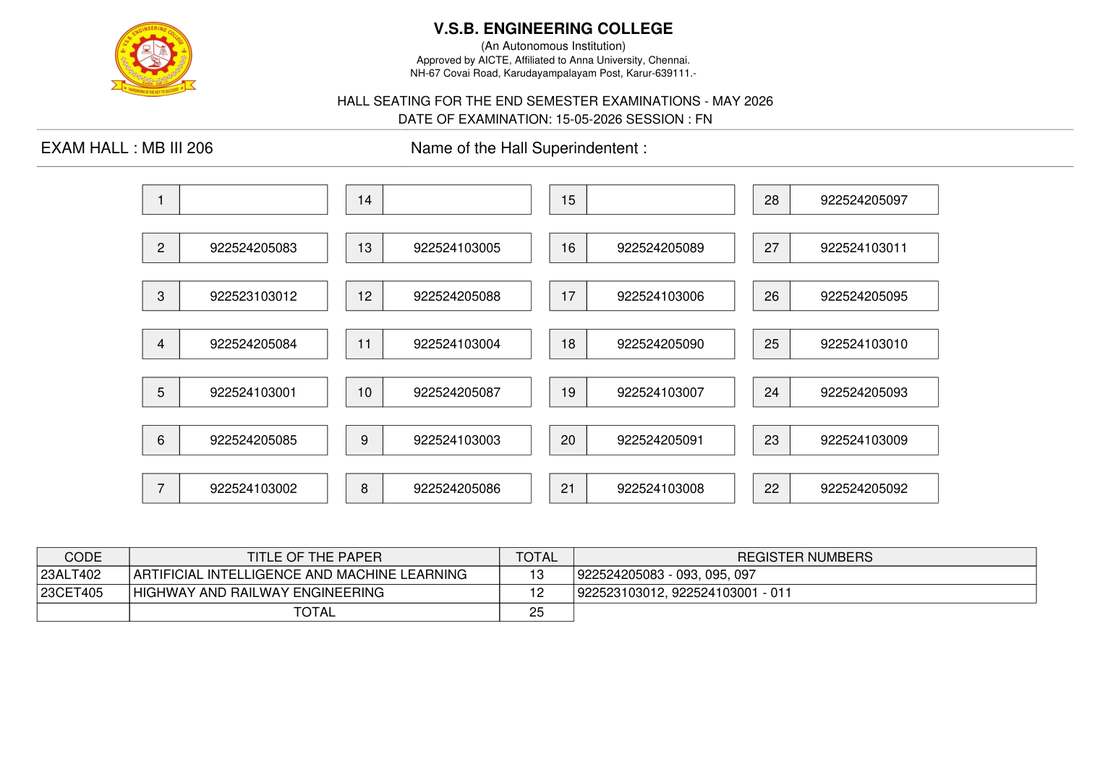 V.S.B. ENGINEERING COLLEGE
(An Autonomous Institution)
Approved by AICTE, Affiliated to Anna University, Chennai.
NH-67 Covai Road, Karudayampalayam Post, Karur-639111.-
HALL SEATING FOR THE END SEMESTER EXAMINATIONS - MAY 2026
DATE OF EXAMINATION: 15-05-2026 SESSION : FN
EXAM HALL : MB III 206 Name of the Hall Superindentent :
1 14 15 28 922524205097
2 922524205083 13 922524103005 16 922524205089 27 922524103011
3 922523103012 12 922524205088 17 922524103006 26 922524205095
4 922524205084 11 922524103004 18 922524205090 25 922524103010
5 922524103001 10 922524205087 19 922524103007 24 922524205093
6 922524205085 9 922524103003 20 922524205091 23 922524103009
7 922524103002 8 922524205086 21 922524103008 22 922524205092
CODE TITLE OF THE PAPER TOTAL REGISTER NUMBERS
23ALT402 ARTIFICIAL INTELLIGENCE AND MACHINE LEARNING 13 922524205083 - 093, 095, 097
23CET405 HIGHWAY AND RAILWAY ENGINEERING 12 922523103012, 922524103001 - 011
TOTAL 25